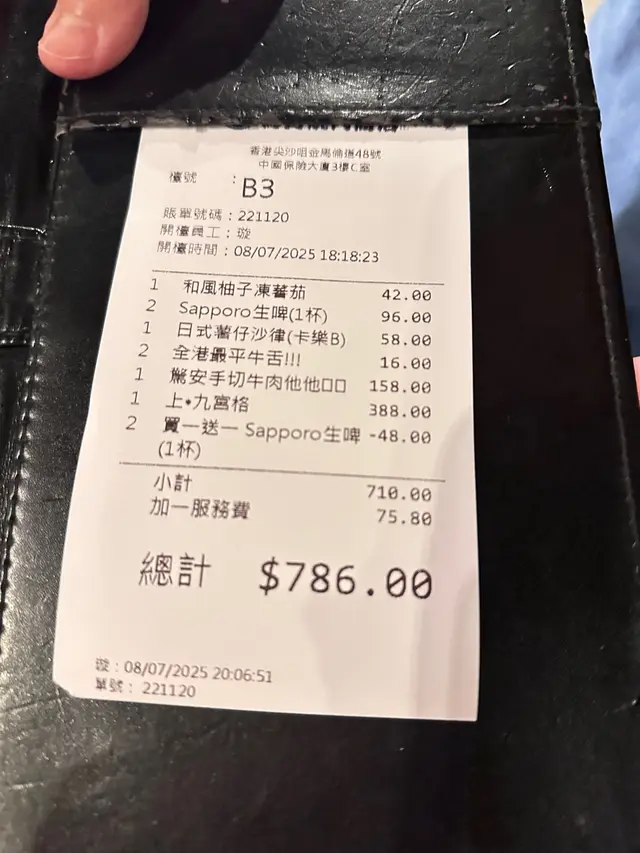 香港尖沙咀金馬倫道48號
中國保險大廈3樓C室
檯號 : B3
賬單號碼：221120
開檯員工：璇
開檯時間：08/07/2025 18:18:23
1 和風柚子凍蕃茄 42.00
2 Sapporo生啤(1杯) 96.00
1 日式薯仔沙律(卡樂B) 58.00
2 全港最平牛舌!!! 16.00
1 驚安手切牛肉他他□□ 158.00
1 上•九宮格 388.00
2 買一送一 Sapporo生啤 -48.00
(1杯)
小計 710.00
加一服務費 75.80
總計 $786.00
璇：08/07/2025 20:06:51
單號： 221120